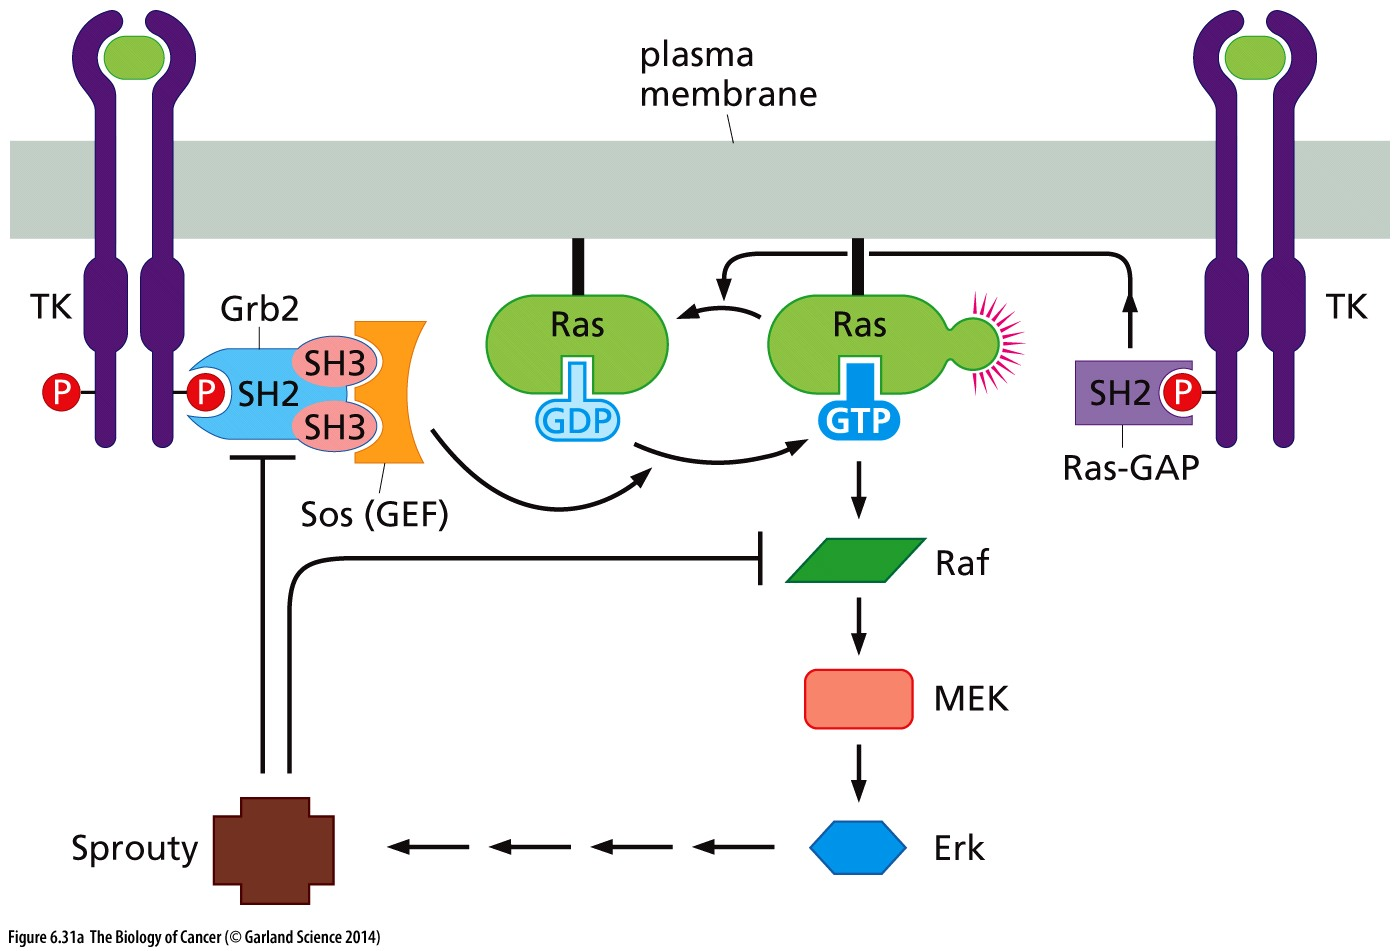 plasma
membrane
TK
Grb2
SH3
SH2
SH3
P
P
Sos (GEF)
Ras
GDP
Ras
GTP
SH2
P
Ras-GAP
TK
Raf
MEK
Erk
Sprouty
Figure 6.31a The Biology of Cancer (© Garland Science 2014)